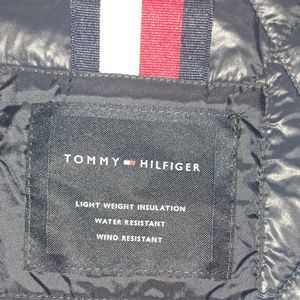 TOMMY HILFIGER
LIGHT WEIGHT INSULATION
WATER RESISTANT
WIND RESISTANT